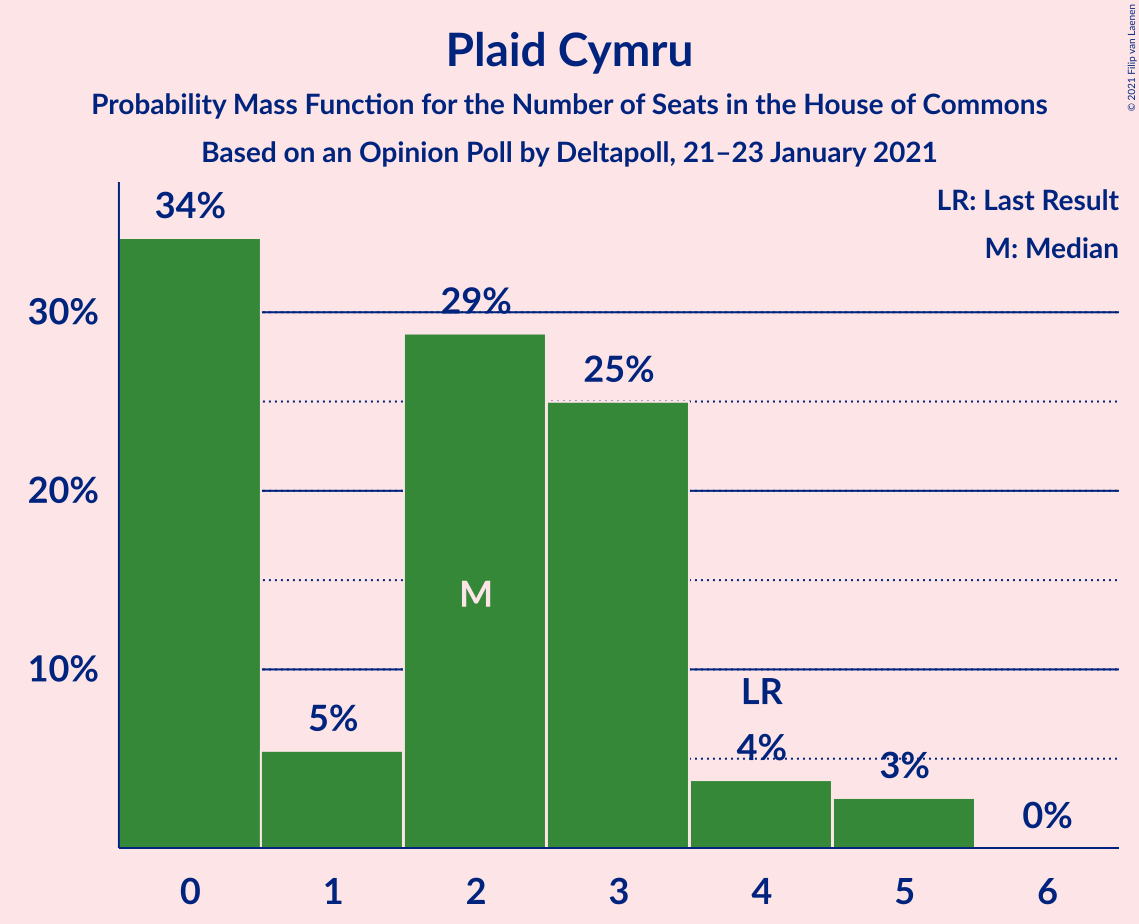 Plaid Cymru
Probability Mass Function for the Number of Seats in the House of Commons
Based on an Opinion Poll by Deltapoll, 21–23 January 2021
© 2021 Filip van Laenen
LR: Last Result
M: Median
34%
29%
25%
5%
LR
4%
3%
0%
M
30%
20%
10%
0 1 2 3 4 5 6